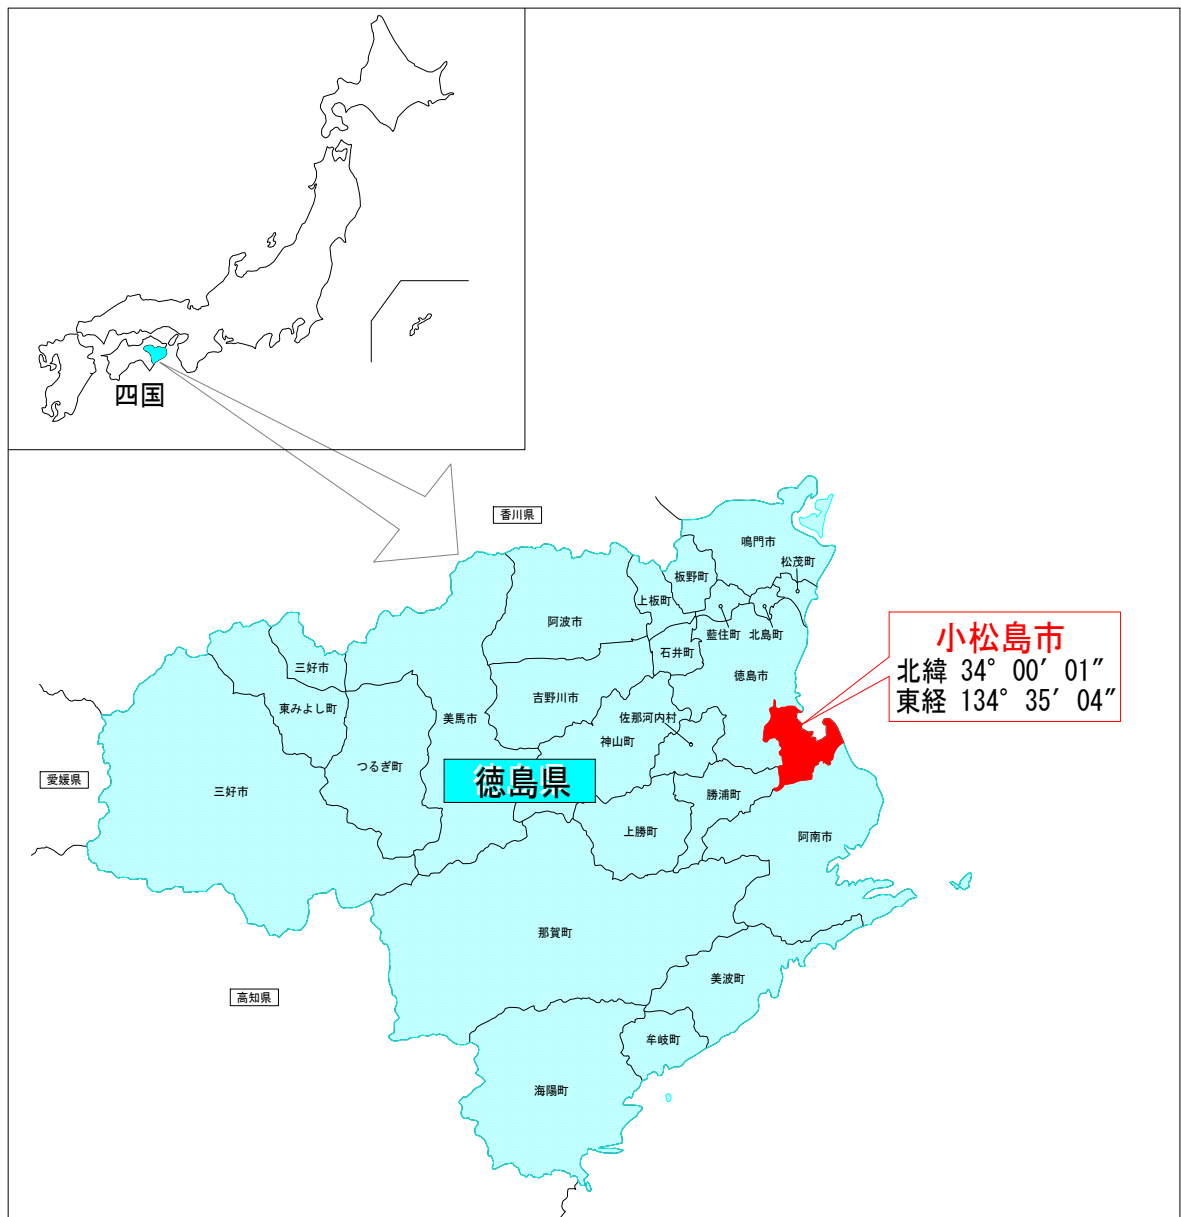 四国
香川県
鳴門市
松茂町
板野町
上板町
阿波市
藍住町
北島町
小松島市
北緯 34° 00′ 01″
東経 134° 35′ 04″
石井町
三好市
徳島市
吉野川市
東みよし町
美馬市
佐那河内村
神山町
つるぎ町
愛媛県
徳島県
三好市
勝浦町
上勝町
阿南市
那賀町
美波町
高知県
牟岐町
海陽町